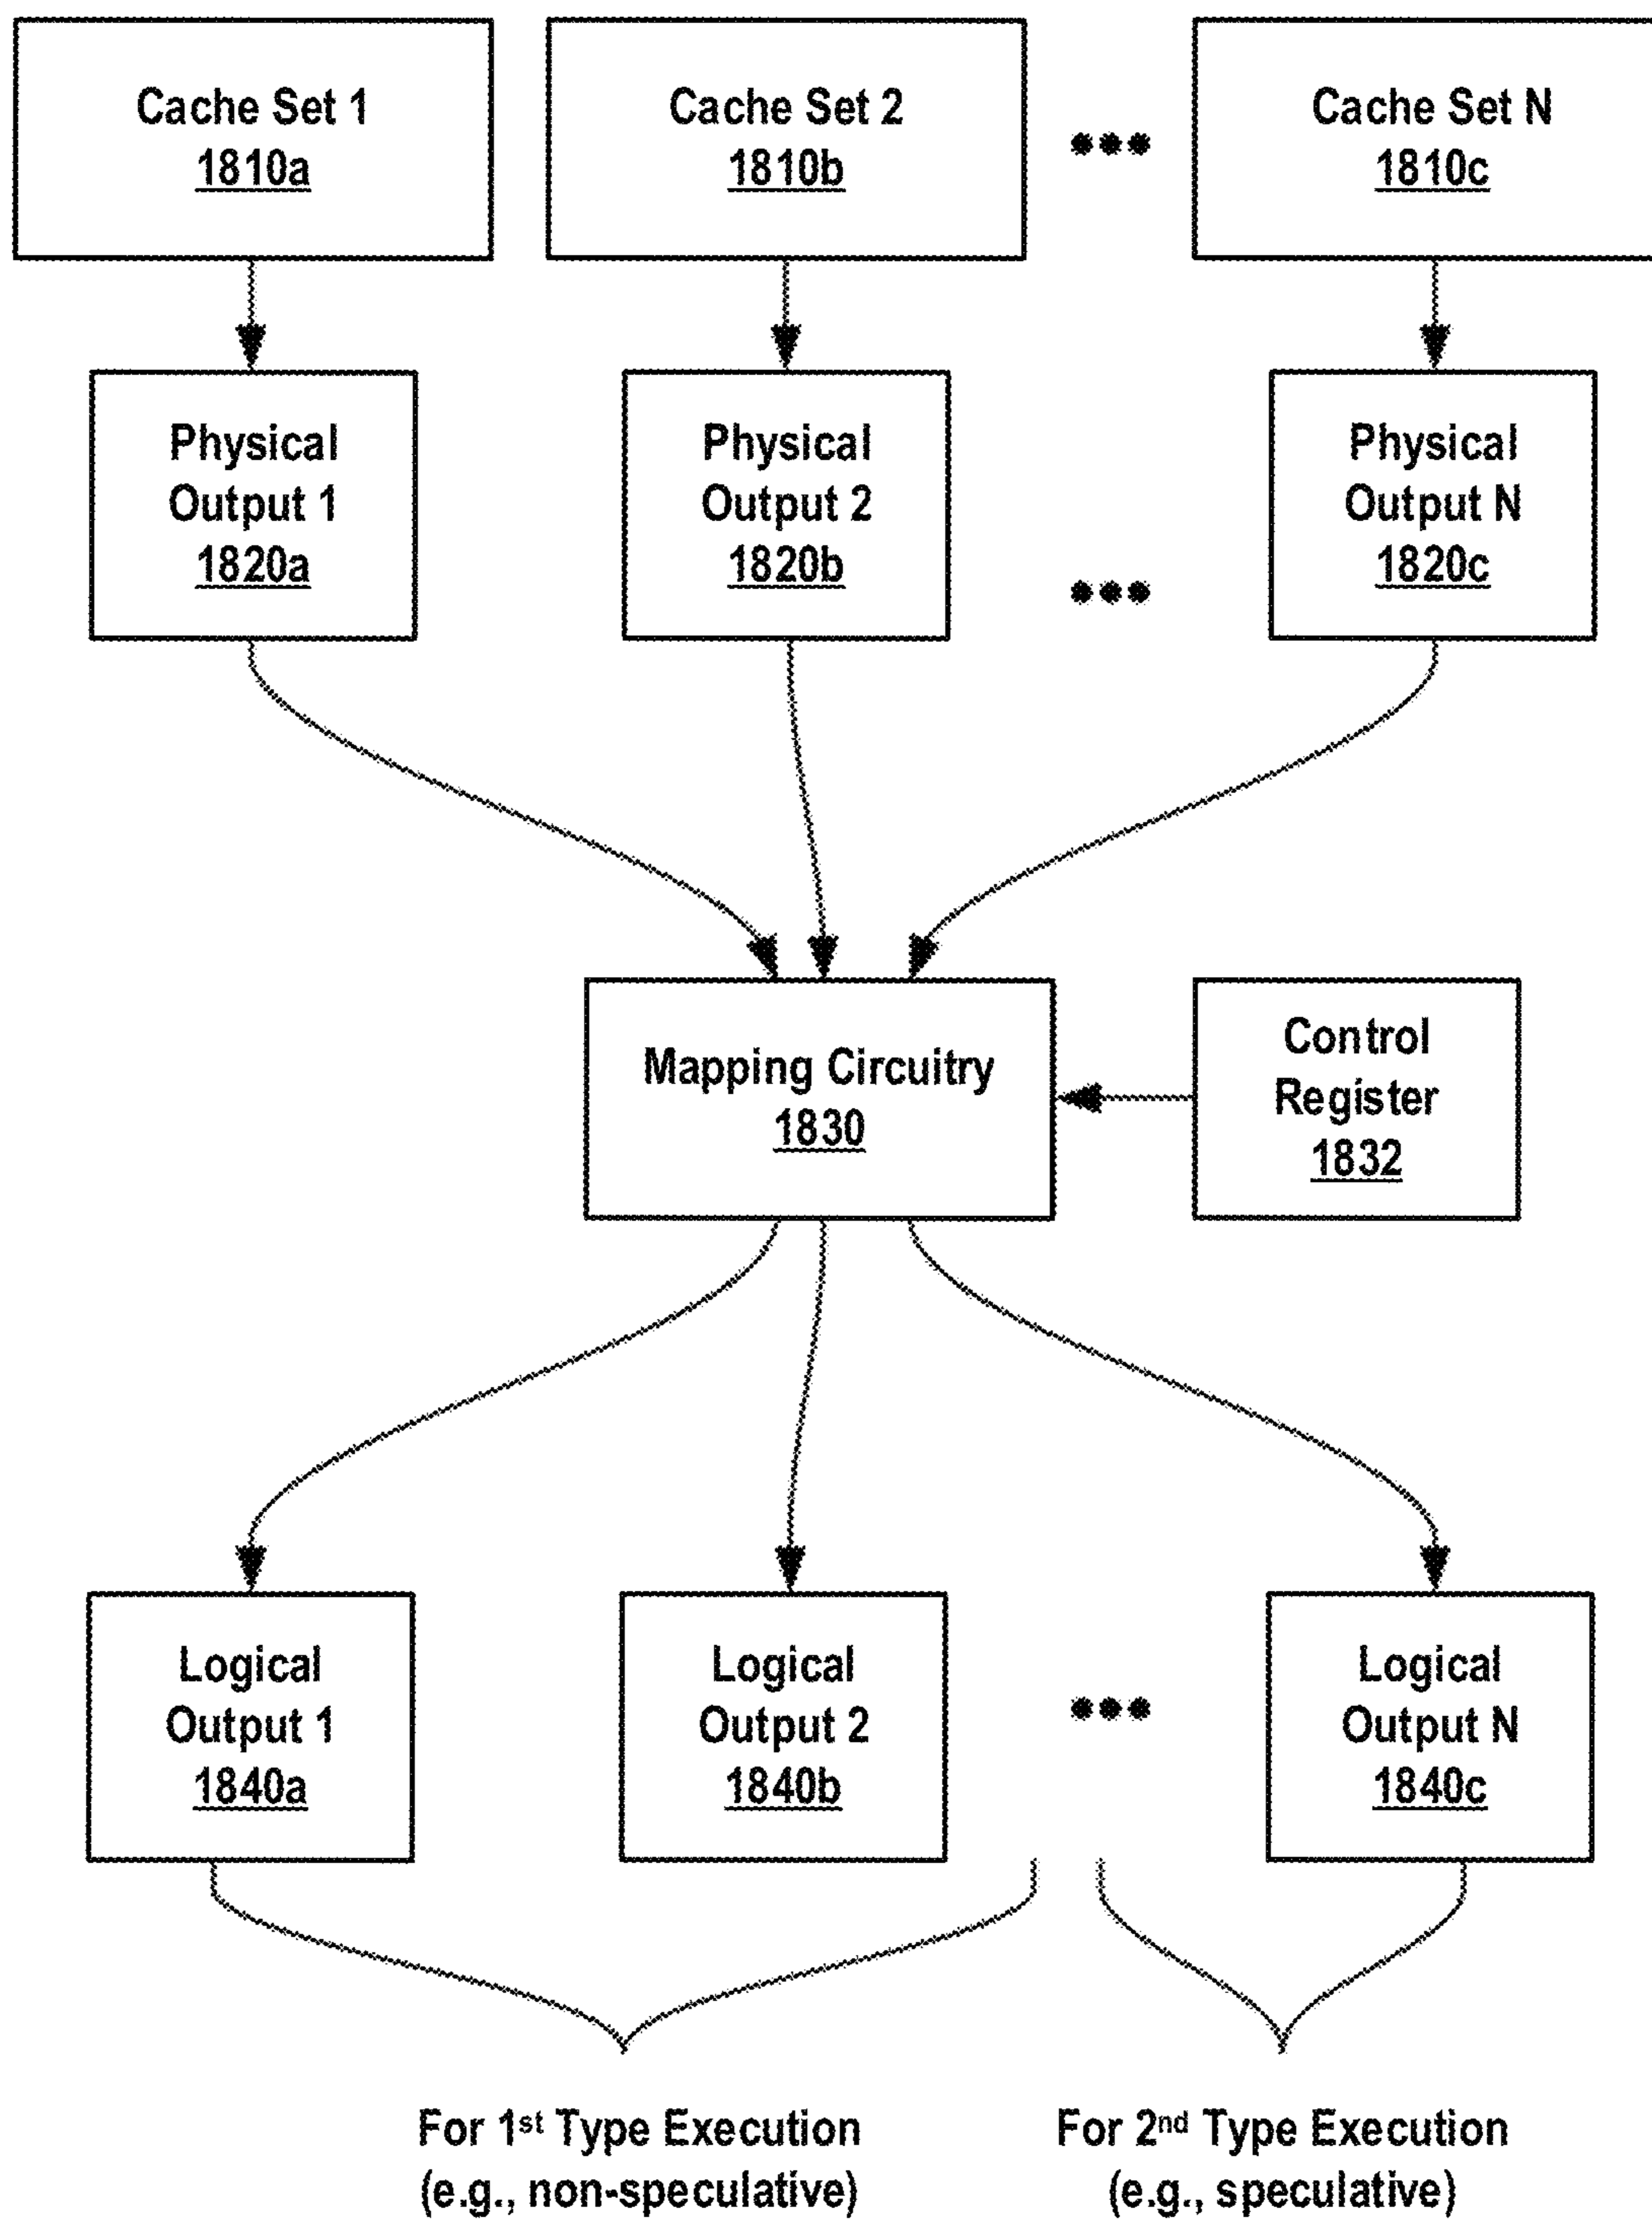 Cache Set 1
1810a
Cache Set 2
1810b
Cache Set N
1810c
Physical
Output 1
1820a
Physical
Output 2
1820b
Physical
Output N
1820c
Mapping Circuitry
1830
Control
Register
1832
Logical
Output 1
1840a
Logical
Output 2
1840b
Logical
Output N
1840c
For 1st Type Execution
(e.g., non-speculative)
For 2nd Type Execution
(e.g., speculative)